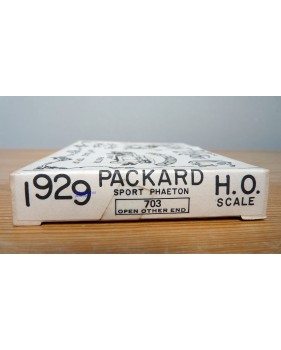 1929 PACKARD H.O.
SPORT PHAETON SCALE
703
OPEN OTHER END